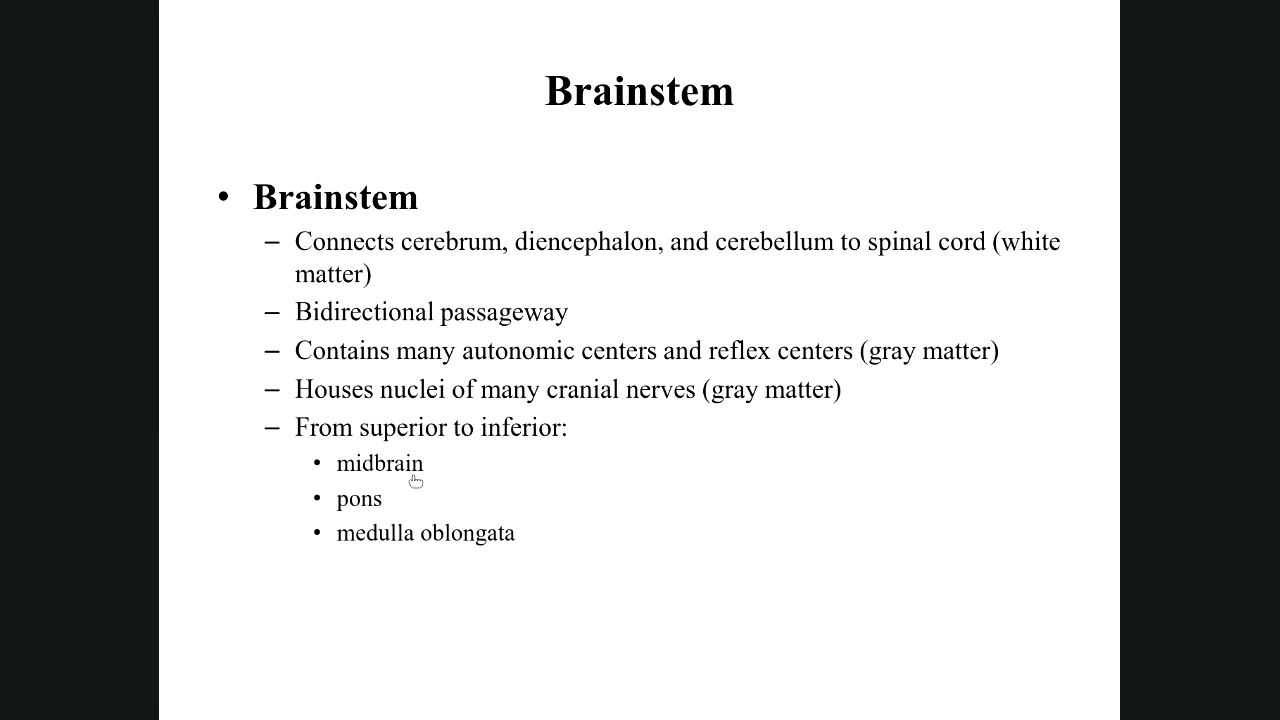 Brainstem
• Brainstem
– Connects cerebrum, diencephalon, and cerebellum to spinal cord (white
matter)
– Bidirectional passageway
– Contains many autonomic centers and reflex centers (gray matter)
– Houses nuclei of many cranial nerves (gray matter)
– From superior to inferior:
• midbrain
• pons
• medulla oblongata